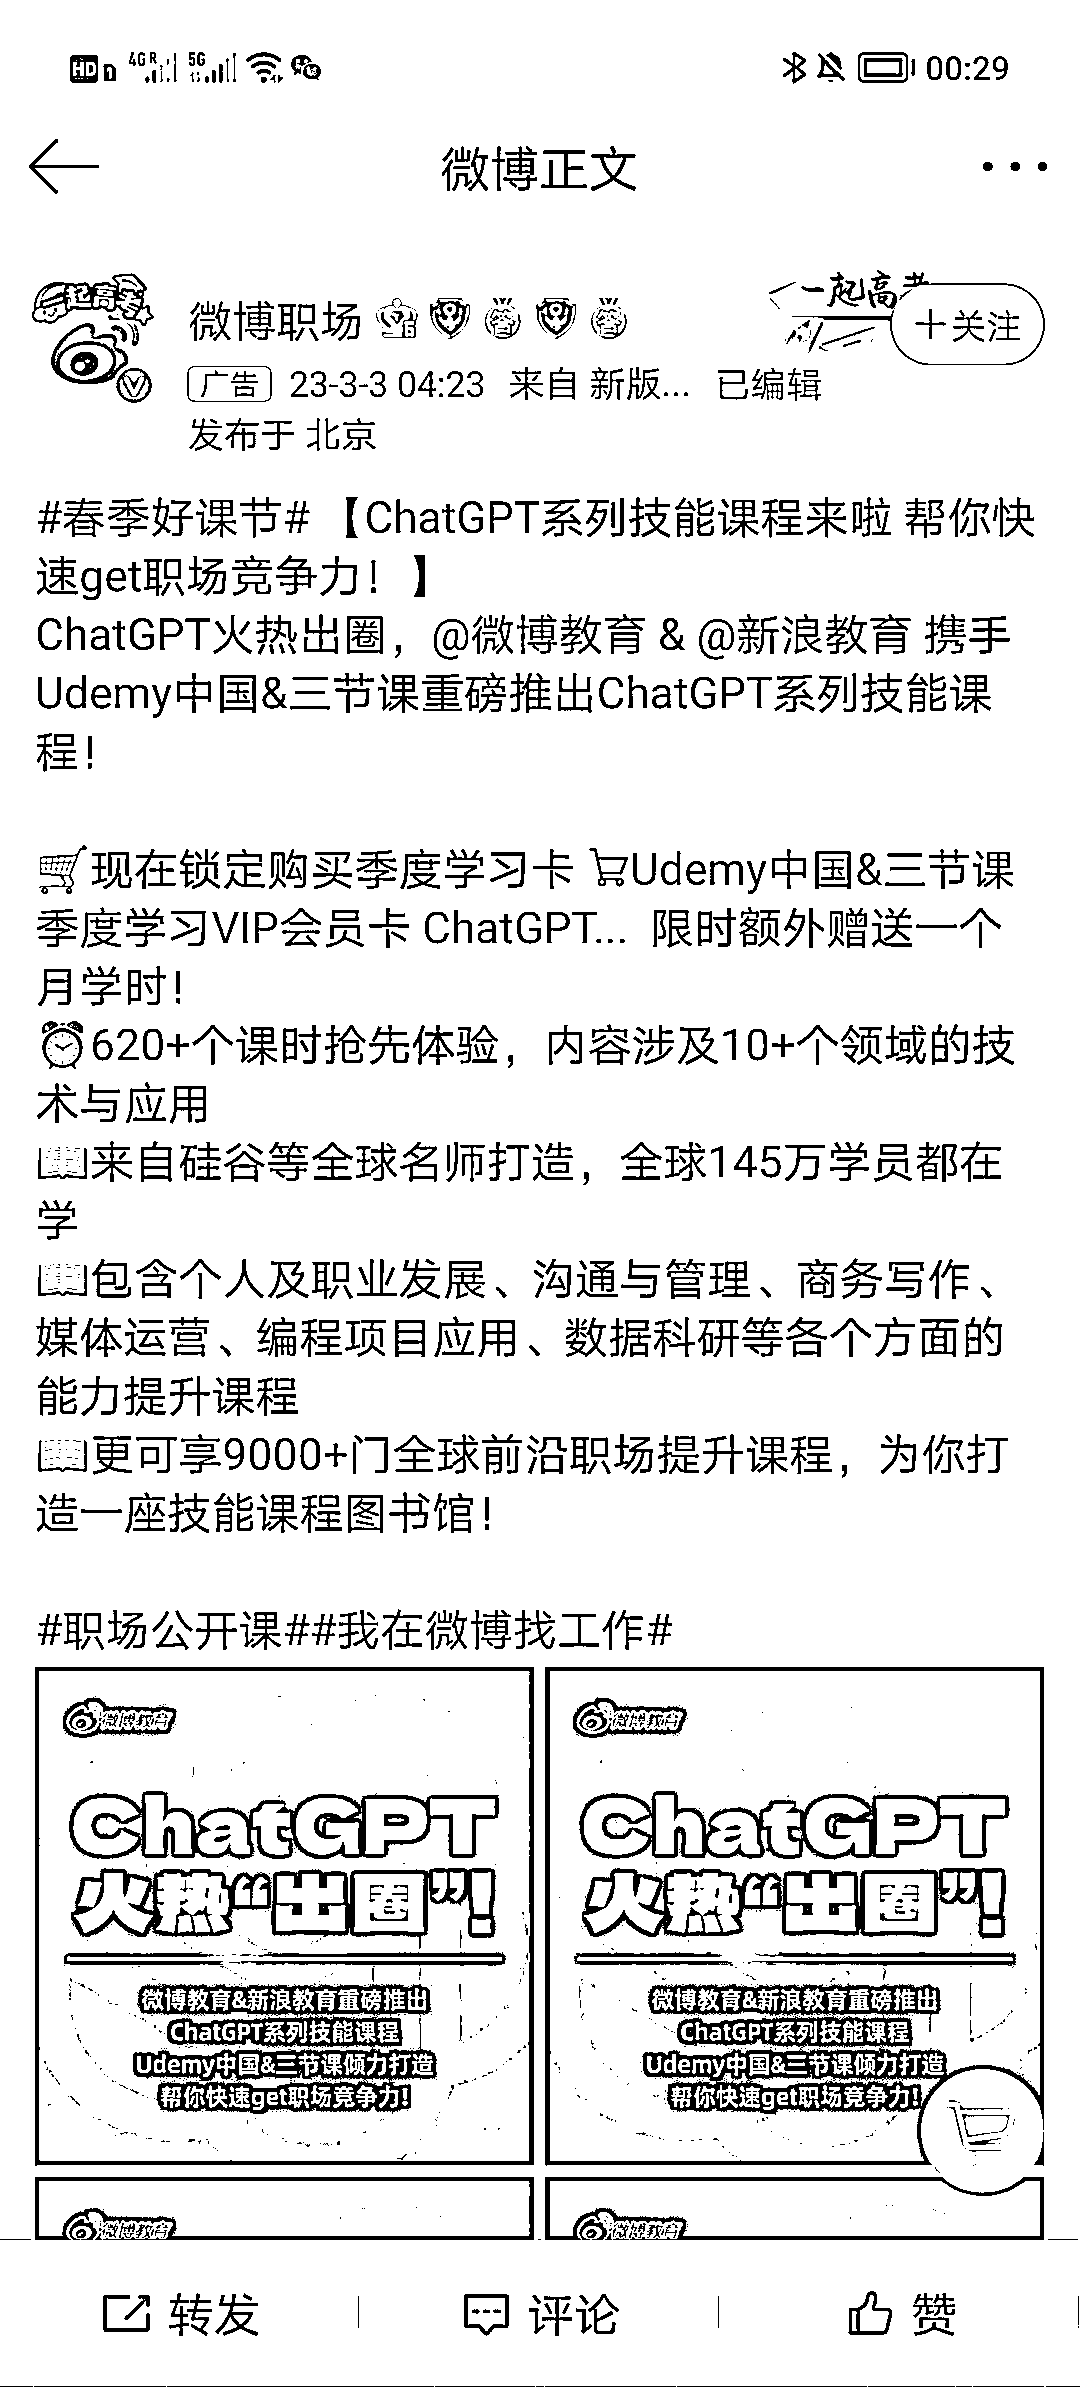 HD 4G R 5G 00:29
微博正文
一起高考
微博职场
+关注
广告 23-3-3 04:23 来自 新版... 已编辑
发布于 北京
#春季好课节# 【ChatGPT系列技能课程来啦 帮你快
速get职场竞争力！】
ChatGPT火热出圈，@微博教育 & @新浪教育 携手
Udemy中国&三节课重磅推出ChatGPT系列技能课
程！
现在锁定购买季度学习卡 Udemy中国&三节课
季度学习VIP会员卡 ChatGPT... 限时额外赠送一个
月学时！
620+个课时抢先体验，内容涉及10+个领域的技
术与应用
来自硅谷等全球名师打造，全球145万学员都在
学
包含个人及职业发展、沟通与管理、商务写作、
媒体运营、编程项目应用、数据科研等各个方面的
能力提升课程
更可享9000+门全球前沿职场提升课程，为你打
造一座技能课程图书馆！
#职场公开课##我在微博找工作#
微博教育
ChatGPT
火热“出圈”!
微博教育&新浪教育重磅推出
ChatGPT系列技能课程
Udemy中国&三节课倾力打造
帮你快速get职场竞争力!
微博教育
ChatGPT
火热“出圈”!
微博教育&新浪教育重磅推出
ChatGPT系列技能课程
Udemy中国&三节课倾力打造
帮你快速get职场竞争力!
微博教育
微博教育
转发 评论 赞